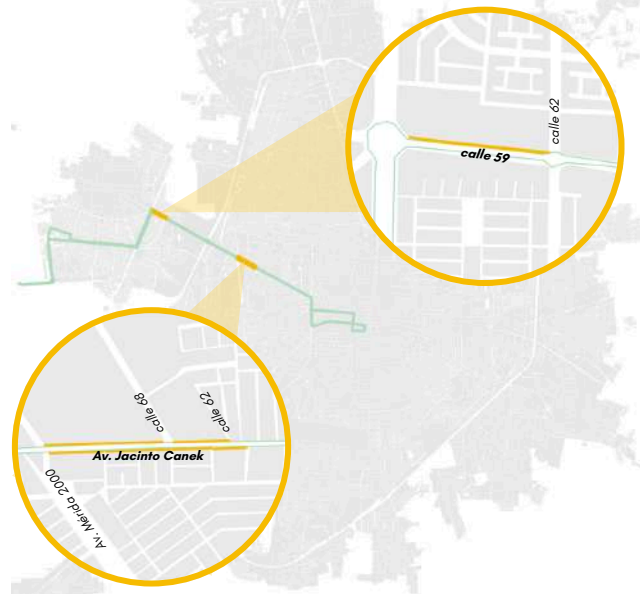 calle 62
calle 59
calle 68
calle 62
Av. Jacinto Canek
Av. Mérida 2000